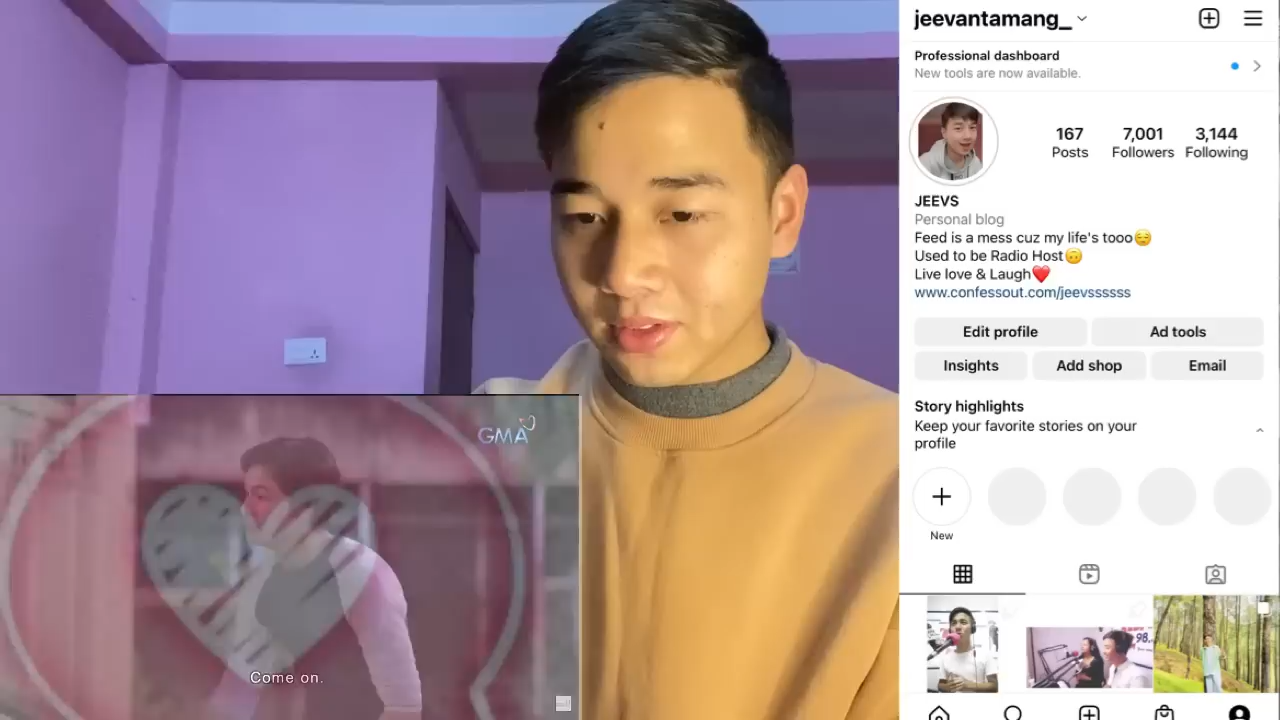 jeevantamang_
Professional dashboard
New tools are now available.
167
7,001
3,144
Posts
Followers
Following
JEEVS
Personal blog
Feed is a mess cuz my life's tooo😔
Used to be Radio Host🙃
Live love & Laugh❤️
www.confessout.com/jeevssssss
Edit profile
Ad tools
Insights
Add shop
Email
Story highlights
Keep your favorite stories on your
profile
New
98.
GMA
Come on.